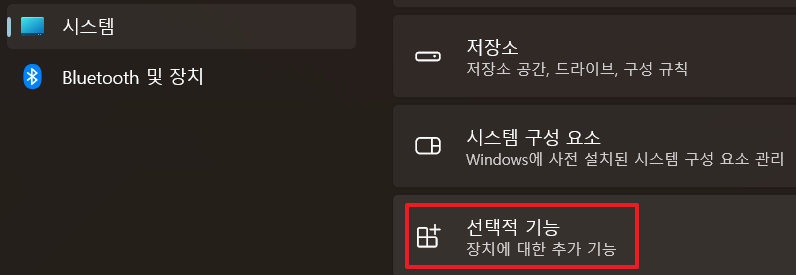 시스템
Bluetooth 및 장치
저장소
저장소 공간, 드라이브, 구성 규칙
시스템 구성 요소
Windows에 사전 설치된 시스템 구성 요소 관리
선택적 기능
장치에 대한 추가 기능